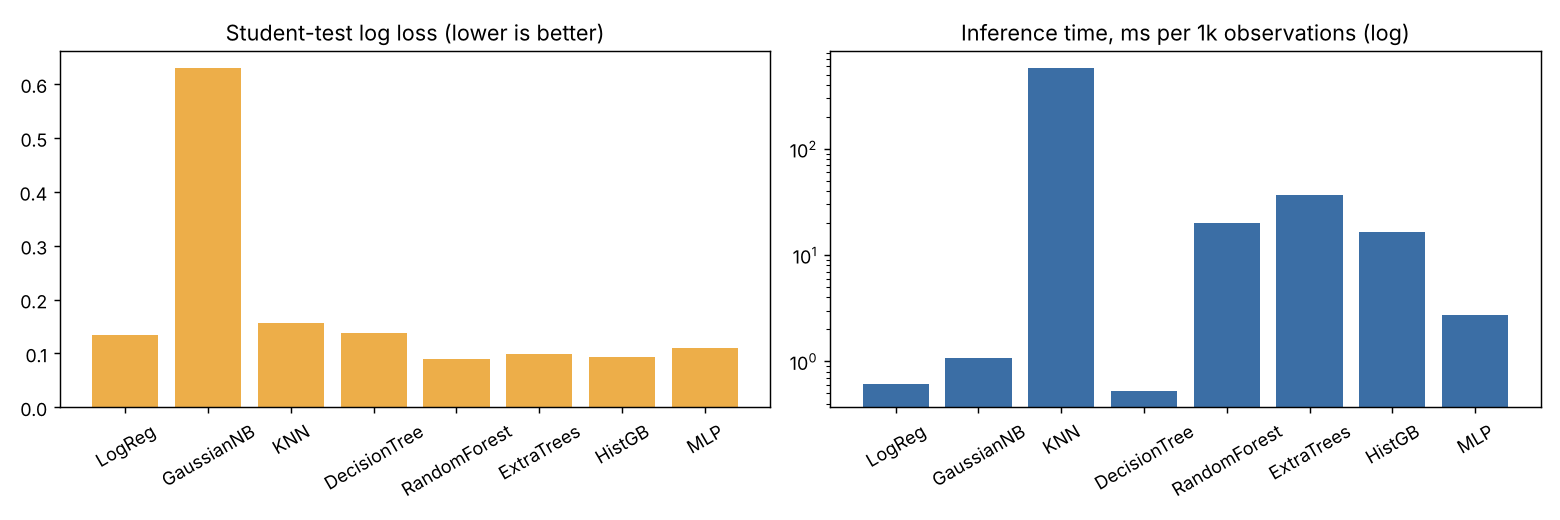 Student-test log loss (lower is better)
0.6
0.5
0.4
0.3
0.2
0.1
0.0
LogReg
GaussianNB
KNN
DecisionTree
RandomForest
ExtraTrees
HistGB
MLP
Inference time, ms per 1k observations (log)
10²
10¹
10⁰
LogReg
GaussianNB
KNN
DecisionTree
RandomForest
ExtraTrees
HistGB
MLP